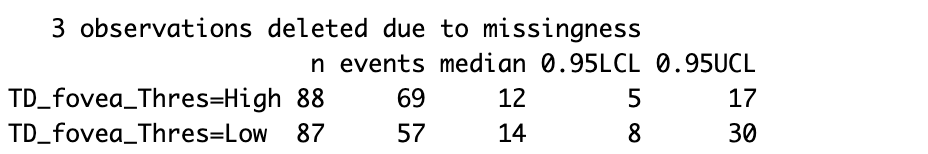 3 observations deleted due to missingness
n events median 0.95LCL 0.95UCL
TD_fovea_Thres=High 88 69 12 5 17
TD_fovea_Thres=Low 87 57 14 8 30